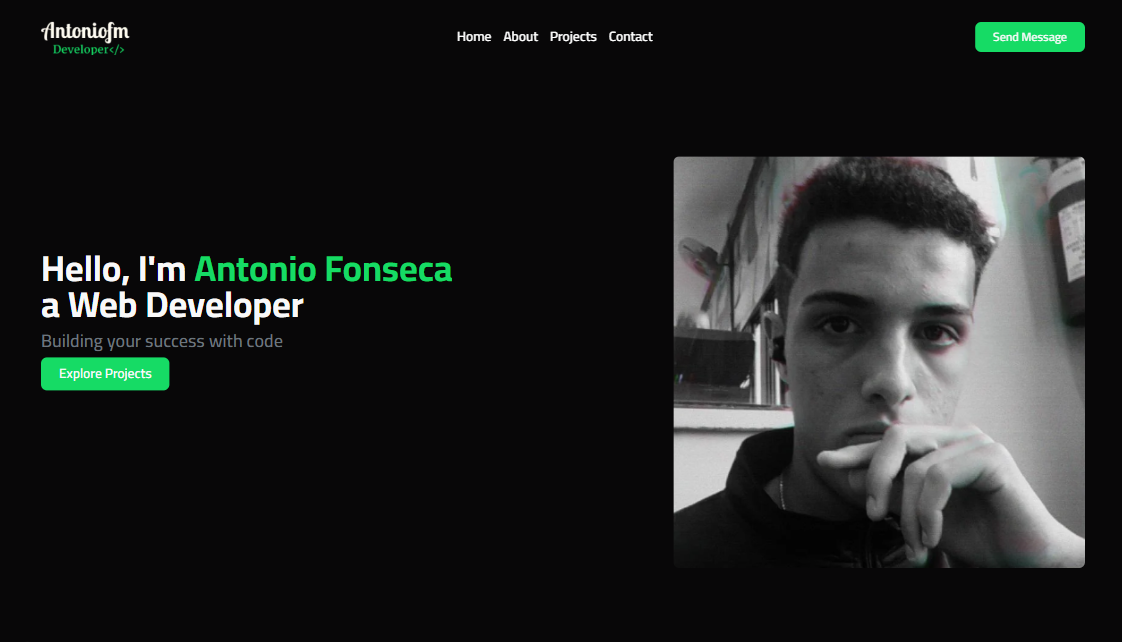 Antoniofm
Developer</>
Home About Projects Contact
Send Message
Hello, I'm Antonio Fonseca
a Web Developer
Building your success with code
Explore Projects